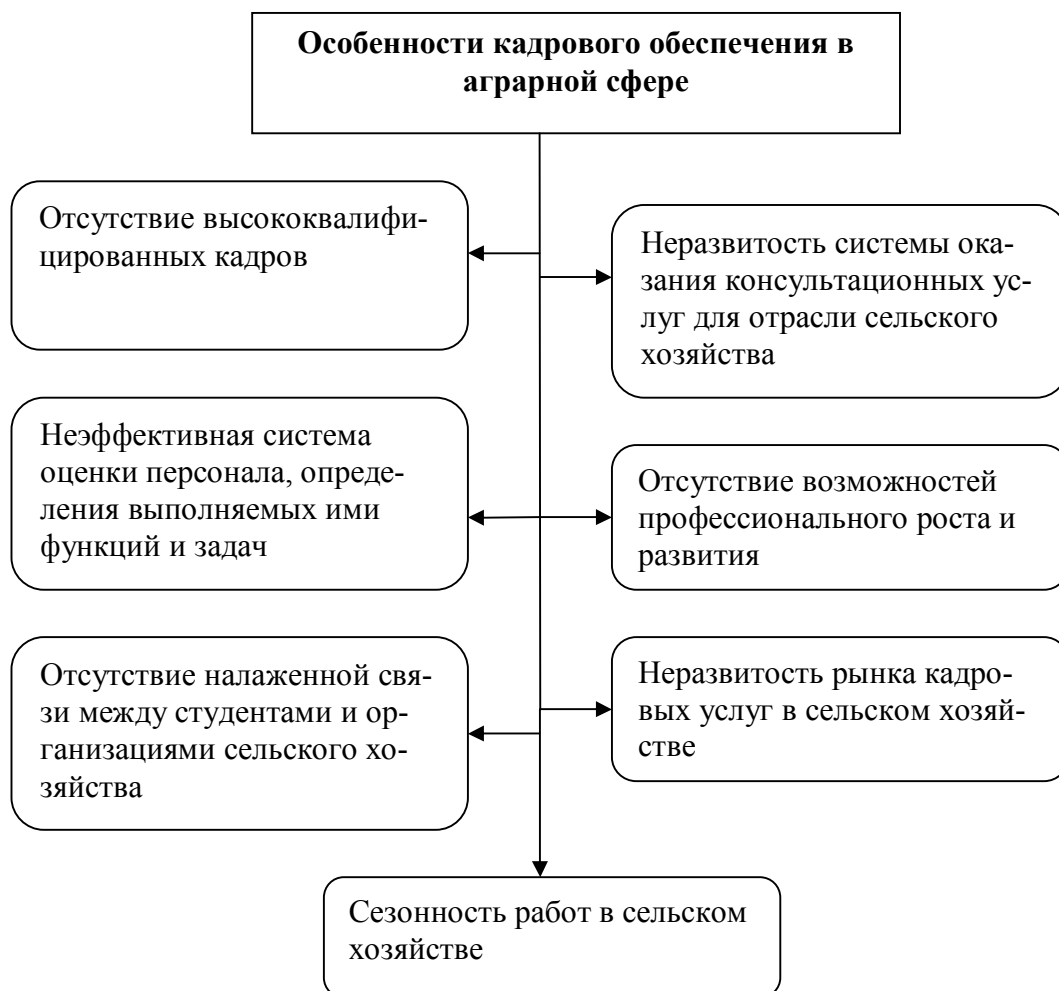 Особенности кадрового обеспечения в
аграрной сфере
Отсутствие высококвалифи-
цированных кадров
Неразвитость системы ока-
зания консультационных ус-
луг для отрасли сельского
хозяйства
Неэффективная система
оценки персонала, опреде-
ления выполняемых ими
функций и задач
Отсутствие возможностей
профессионального роста и
развития
Отсутствие налаженной свя-
зи между студентами и ор-
ганизациями сельского хо-
зяйства
Неразвитость рынка кадро-
вых услуг в сельском хозяй-
стве
Сезонность работ в сельском
хозяйстве